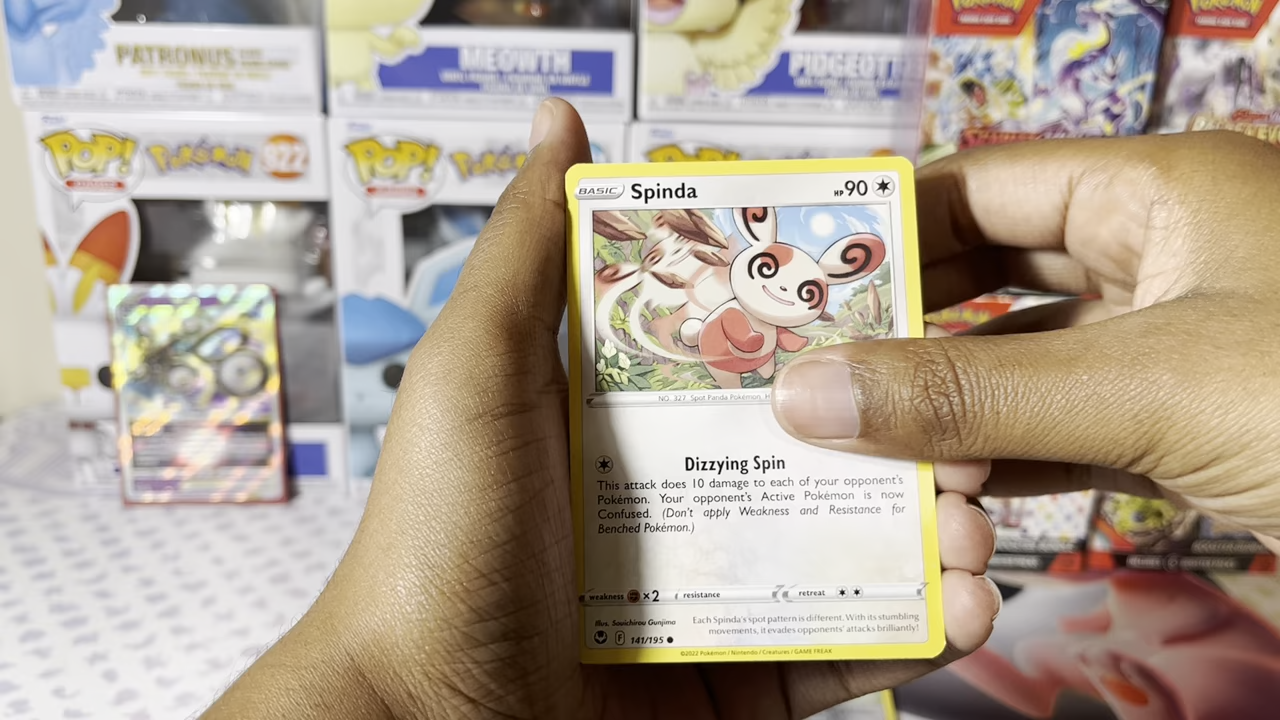 PATRONUS
MEOWTH
PIDGEOTT
POP!
Pokémon
922
POP!
Pokém
BASIC Spinda HP 90
NO. 327 Spot Panda Pokémon, H
Dizzying Spin
This attack does 10 damage to each of your opponent's
Pokémon. Your opponent's Active Pokémon is now
Confused. (Don't apply Weakness and Resistance for
Benched Pokémon.)
weakness ×2 resistance retreat
Illus. Souichirou Gunjima
F 141/195
Each Spinda's spot pattern is different. With its stumbling
movements, it evades opponents' attacks brilliantly!
©2022 Pokémon / Nintendo / Creatures / GAME FREAK